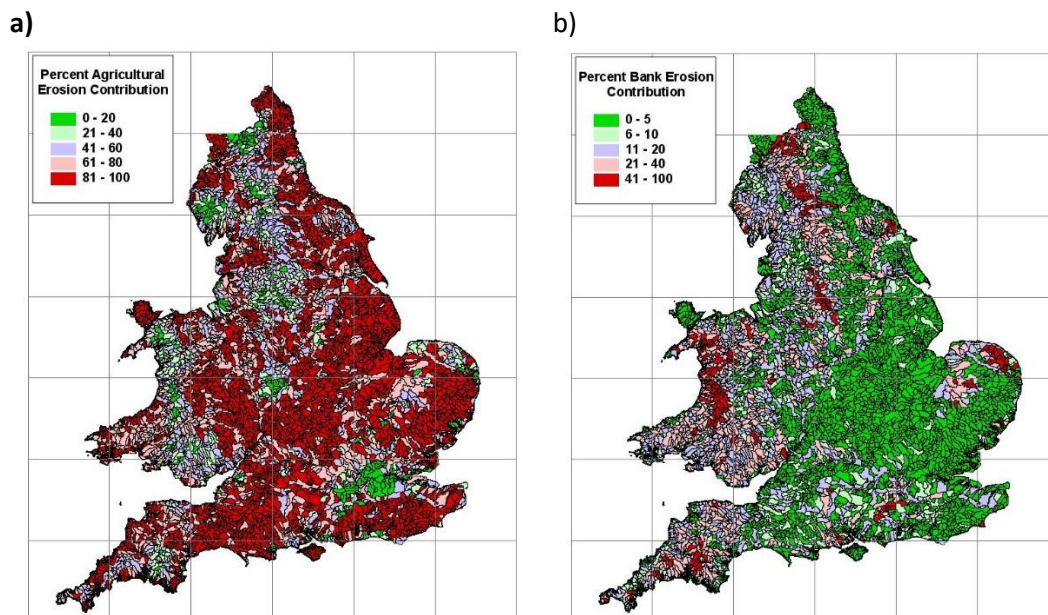 a)
b)
Percent Agricultural
Erosion Contribution
0 - 20
21 - 40
41 - 60
61 - 80
81 - 100
Percent Bank Erosion
Contribution
0 - 5
6 - 10
11 - 20
21 - 40
41 - 100